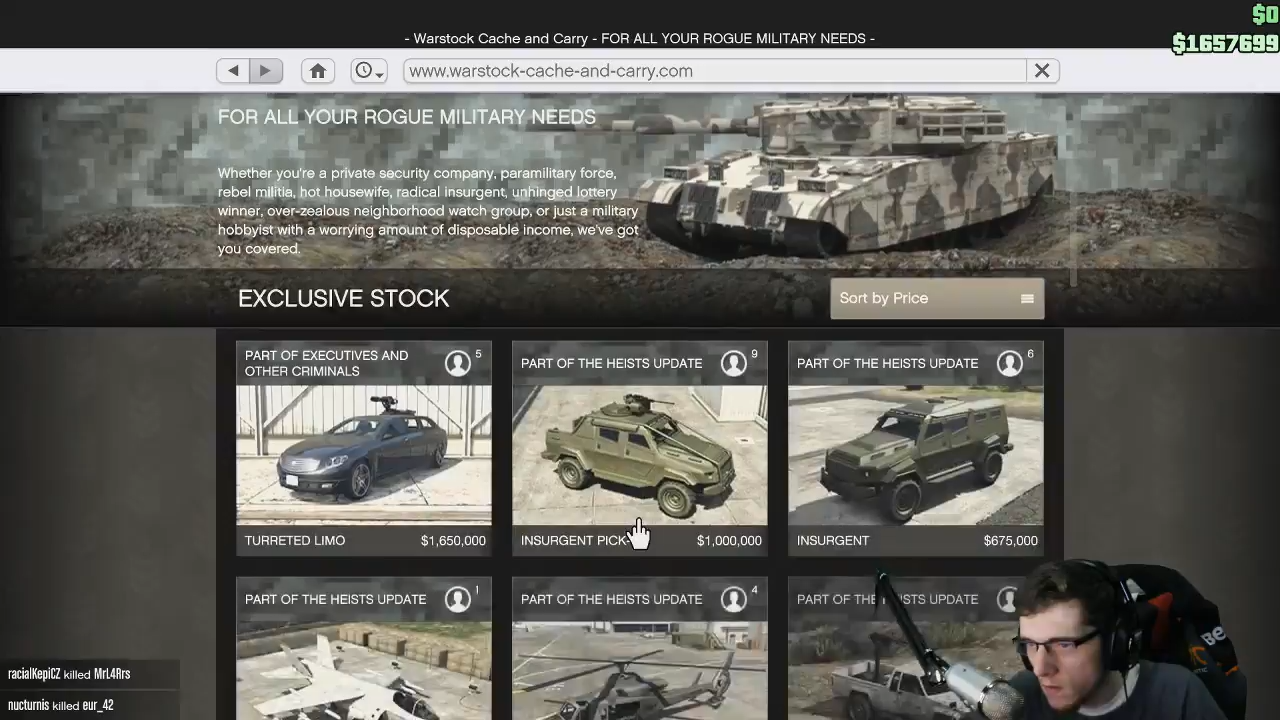 $0
- Warstock Cache and Carry - FOR ALL YOUR ROGUE MILITARY NEEDS -
$1657699
www.warstock-cache-and-carry.com
FOR ALL YOUR ROGUE MILITARY NEEDS
Whether you're a private security company, paramilitary force,
rebel militia, hot housewife, radical insurgent, unhinged lottery
winner, over-zealous neighborhood watch group, or just a military
hobbyist with a worrying amount of disposable income, we've got
you covered.
EXCLUSIVE STOCK
Sort by Price
PART OF EXECUTIVES AND
OTHER CRIMINALS
5
PART OF THE HEISTS UPDATE
9
PART OF THE HEISTS UPDATE
6
TURRETED LIMO
$1,650,000
INSURGENT PICK
$1,000,000
INSURGENT
$675,000
PART OF THE HEISTS UPDATE
1
PART OF THE HEISTS UPDATE
4
PART OF THE HEISTS UPDATE
racialKepiCZ killed MrL4Rrs
nucturnis killed eur_42